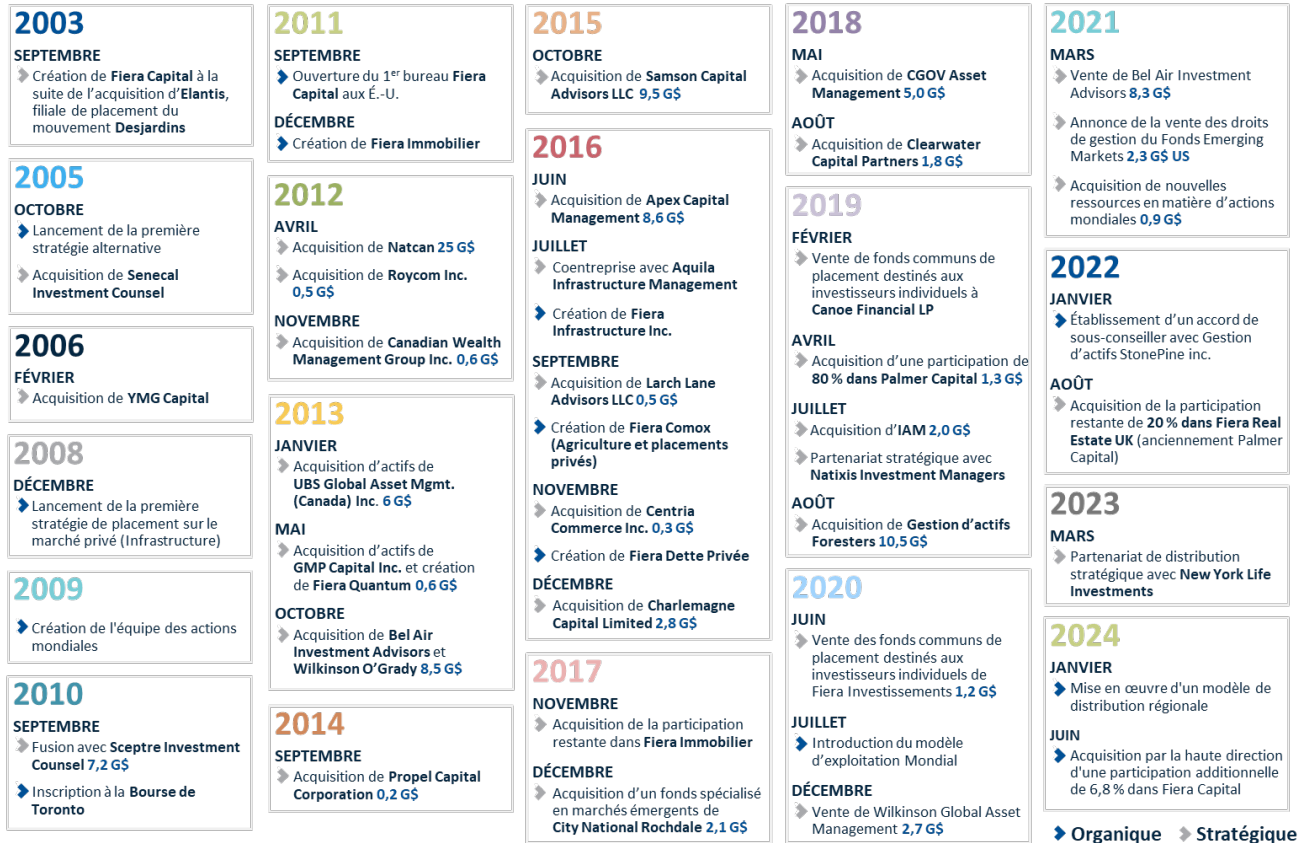 2003
SEPTEMBRE
Création de Fiera Capital à la
suite de l'acquisition d'Elantis,
filiale de placement du
mouvement Desjardins
2005
OCTOBRE
Lancement de la première
stratégie alternative
Acquisition de Senecal
Investment Counsel
2006
FÉVRIER
Acquisition de YMG Capital
2008
DÉCEMBRE
Lancement de la première
stratégie de placement sur le
marché privé (Infrastructure)
2009
Création de l'équipe des actions
mondiales
2010
SEPTEMBRE
Fusion avec Sceptre Investment
Counsel 7,2 G$
Inscription à la Bourse de
Toronto
2011
SEPTEMBRE
Ouverture du 1er bureau Fiera
Capital aux É.-U.
DÉCEMBRE
Création de Fiera Immobilier
2012
AVRIL
Acquisition de Natcan 25 G$
Acquisition de Roycom Inc.
0,5 G$
NOVEMBRE
Acquisition de Canadian Wealth
Management Group Inc. 0,6 G$
2013
JANVIER
Acquisition d'actifs de
UBS Global Asset Mgmt.
(Canada) Inc. 6 G$
MAI
Acquisition d'actifs de
GMP Capital Inc. et création
de Fiera Quantum 0,6 G$
OCTOBRE
Acquisition de Bel Air
Investment Advisors et
Wilkinson O'Grady 8,5 G$
2014
SEPTEMBRE
Acquisition de Propel Capital
Corporation 0,2 G$
2015
OCTOBRE
Acquisition de Samson Capital
Advisors LLC 9,5 G$
2016
JUIN
Acquisition de Apex Capital
Management 8,6 G$
JUILLET
Coentreprise avec Aquila
Infrastructure Management
Création de Fiera
Infrastructure Inc.
SEPTEMBRE
Acquisition de Larch Lane
Advisors LLC 0,5 G$
Création de Fiera Comox
(Agriculture et placements
privés)
NOVEMBRE
Acquisition de Centria
Commerce Inc. 0,3 G$
Création de Fiera Dette Privée
DÉCEMBRE
Acquisition de Charlemagne
Capital Limited 2,8 G$
2017
NOVEMBRE
Acquisition de la participation
restante dans Fiera Immobilier
DÉCEMBRE
Acquisition d'un fonds spécialisé
en marchés émergents de
City National Rochdale 2,1 G$
2018
MAI
Acquisition de CGOV Asset
Management 5,0 G$
AOÛT
Acquisition de Clearwater
Capital Partners 1,8 G$
2019
FÉVRIER
Vente de fonds communs de
placement destinés aux
investisseurs individuels à
Canoe Financial LP
AVRIL
Acquisition d'une participation de
80 % dans Palmer Capital 1,3 G$
JUILLET
Acquisition d'IAM 2,0 G$
Partenariat stratégique avec
Natixis Investment Managers
AOÛT
Acquisition de Gestion d'actifs
Foresters 10,5 G$
2020
JUIN
Vente des fonds communs de
placement destinés aux
investisseurs individuels de
Fiera Investissements 1,2 G$
JUILLET
Introduction du modèle
d'exploitation Mondial
DÉCEMBRE
Vente de Wilkinson Global Asset
Management 2,7 G$
2021
MARS
Vente de Bel Air Investment
Advisors 8,3 G$
Annonce de la vente des droits
de gestion du Fonds Emerging
Markets 2,3 G$ US
Acquisition de nouvelles
ressources en matière d'actions
mondiales 0,9 G$
2022
JANVIER
Établissement d'un accord de
sous-conseiller avec Gestion
d'actifs StonePine inc.
AOÛT
Acquisition de la participation
restante de 20 % dans Fiera Real
Estate UK (anciennement Palmer
Capital)
2023
MARS
Partenariat de distribution
stratégique avec New York Life
Investments
2024
JANVIER
Mise en œuvre d'un modèle de
distribution régionale
JUIN
Acquisition par la haute direction
d'une participation additionnelle
de 6,8 % dans Fiera Capital
Organique Stratégique